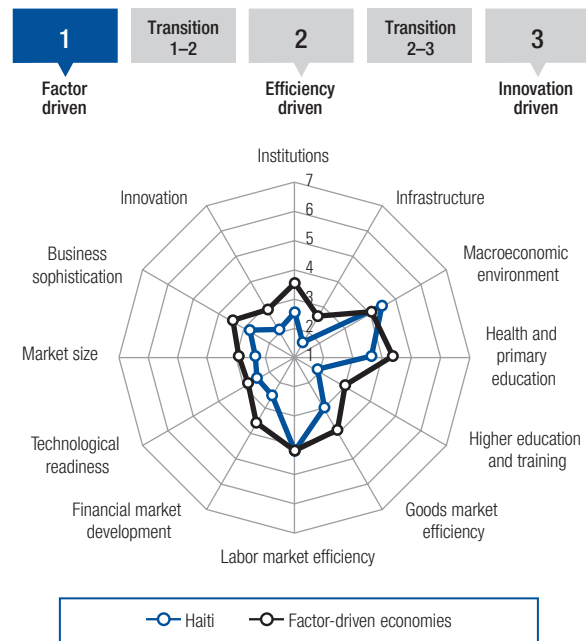 1
Transition
1–2
2
Transition
2–3
3
Factor
driven
Efficiency
driven
Innovation
driven
Institutions
Infrastructure
Macroeconomic
environment
Health and
primary
education
Higher education
and training
Goods market
efficiency
Labor market efficiency
Financial market
development
Technological
readiness
Market size
Business
sophistication
Innovation
7
6
5
4
3
2
1
Haiti
Factor-driven economies